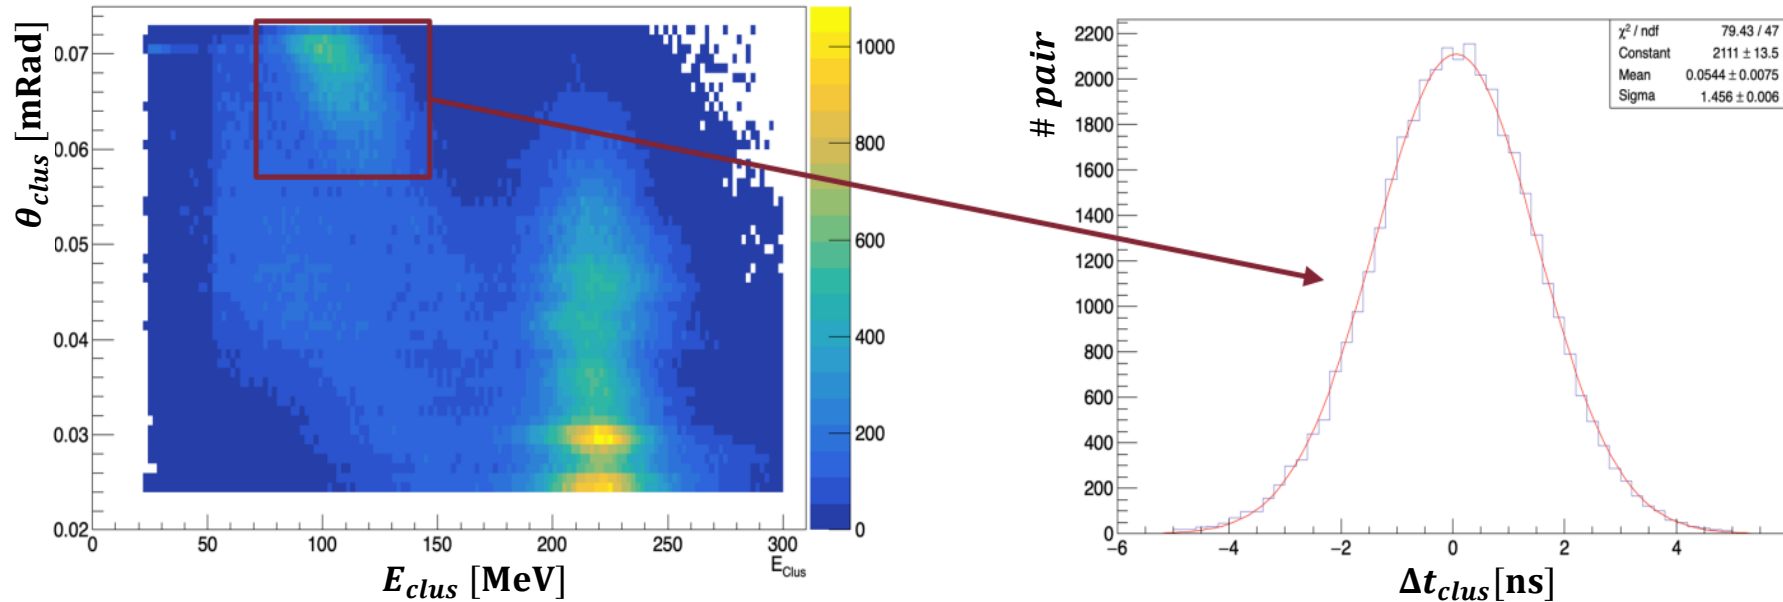 θclus [mRad]
0.07
0.06
0.05
0.04
0.03
0.02
0 50 100 150 200 250 300
EClus
Eclus [MeV]
1000
800
600
400
200
0
# pair
2200
2000
1800
1600
1400
1200
1000
800
600
400
200
0
−6 −4 −2 0 2 4
Δtclus[ns]
χ² / ndf 79.43 / 47
Constant 2111 ± 13.5
Mean 0.0544 ± 0.0075
Sigma 1.456 ± 0.006